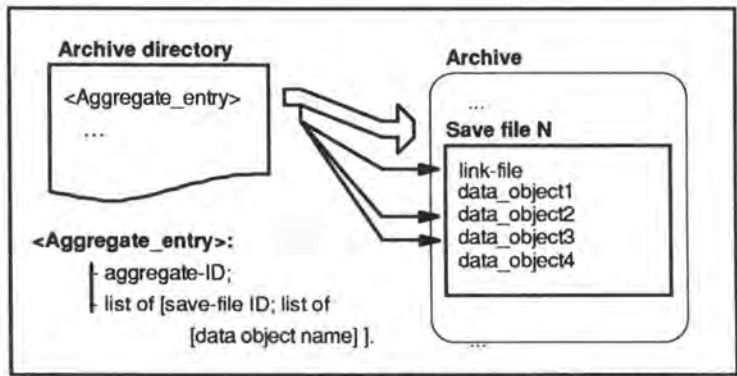 Archive directory
<Aggregate_entry>
...
<Aggregate_entry>:
- aggregate-ID;
- list of [save-file ID; list of
[data object name] ].
Archive
...
Save file N
link-file
data_object1
data_object2
data_object3
data_object4
...